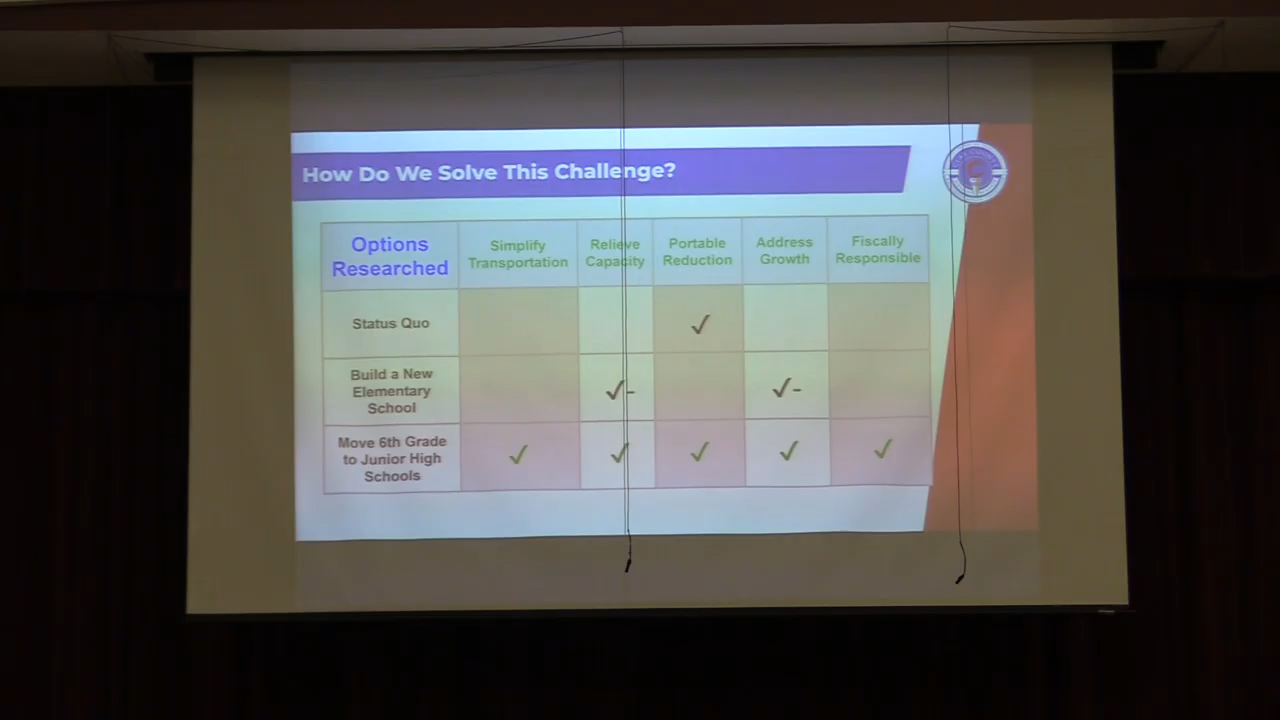 How Do We Solve This Challenge?
Options
Researched
Simplify
Transportation
Relieve
Capacity
Portable
Reduction
Address
Growth
Fiscally
Responsible
Status Quo
✓
Build a New
Elementary
School
✓-
✓-
Move 6th Grade
to Junior High
Schools
✓
✓
✓
✓
✓